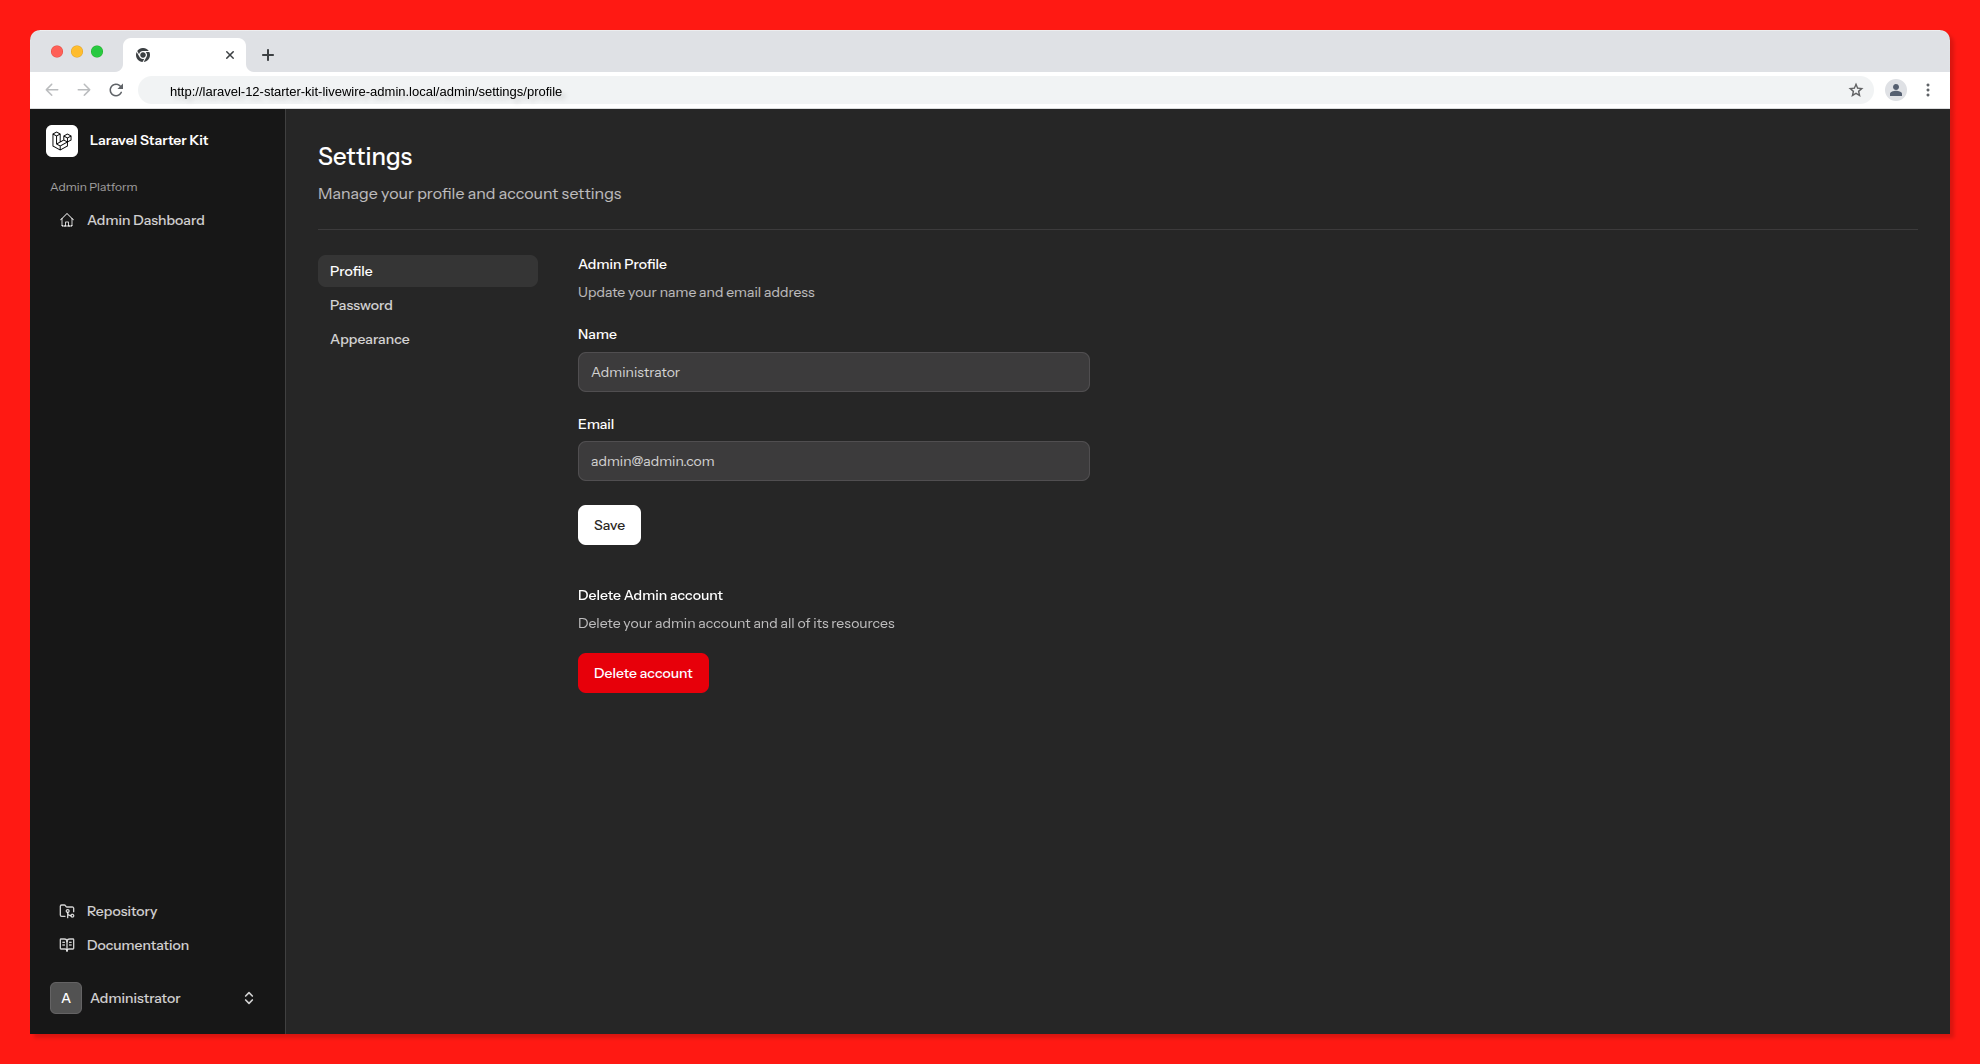 http://laravel-12-starter-kit-livewire-admin.local/admin/settings/profile
Laravel Starter Kit
Admin Platform
Admin Dashboard
Repository
Documentation
A
Administrator
Settings
Manage your profile and account settings
Profile
Password
Appearance
Admin Profile
Update your name and email address
Name
Administrator
Email
admin@admin.com
Save
Delete Admin account
Delete your admin account and all of its resources
Delete account